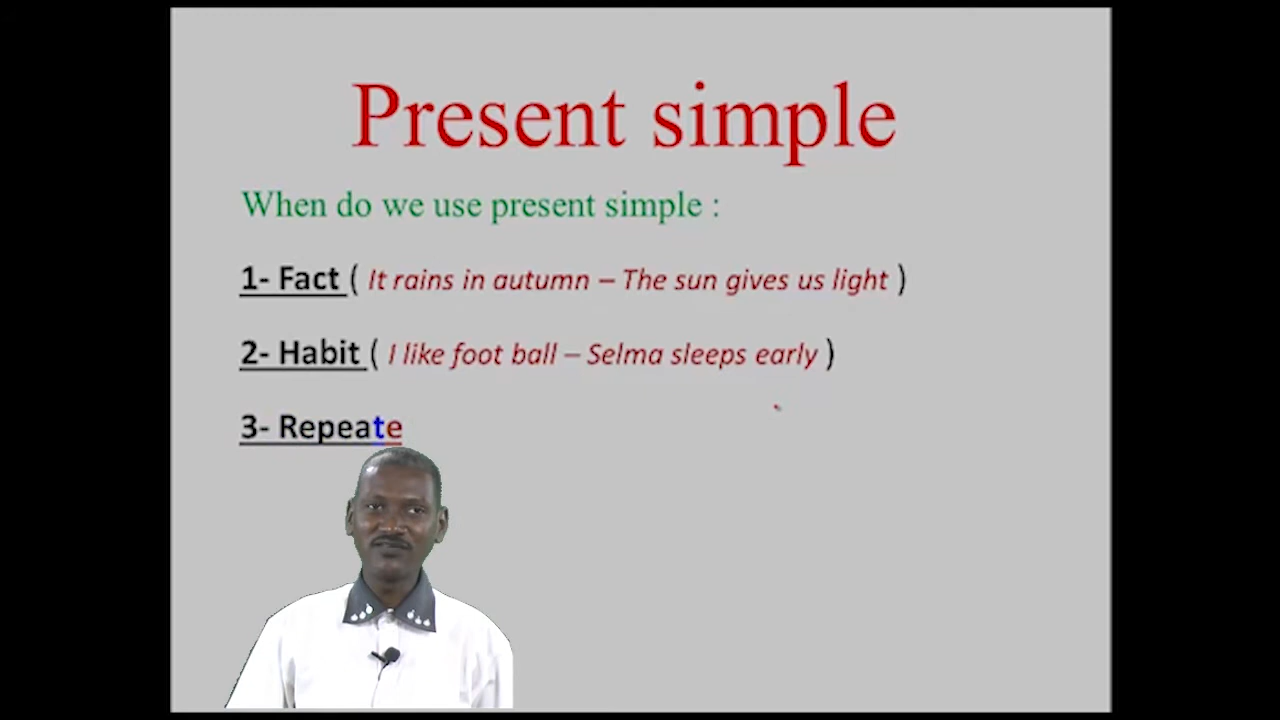 Present simple
When do we use present simple :
1- Fact ( It rains in autumn – The sun gives us light )
2- Habit ( I like foot ball – Selma sleeps early )
3- Repeate